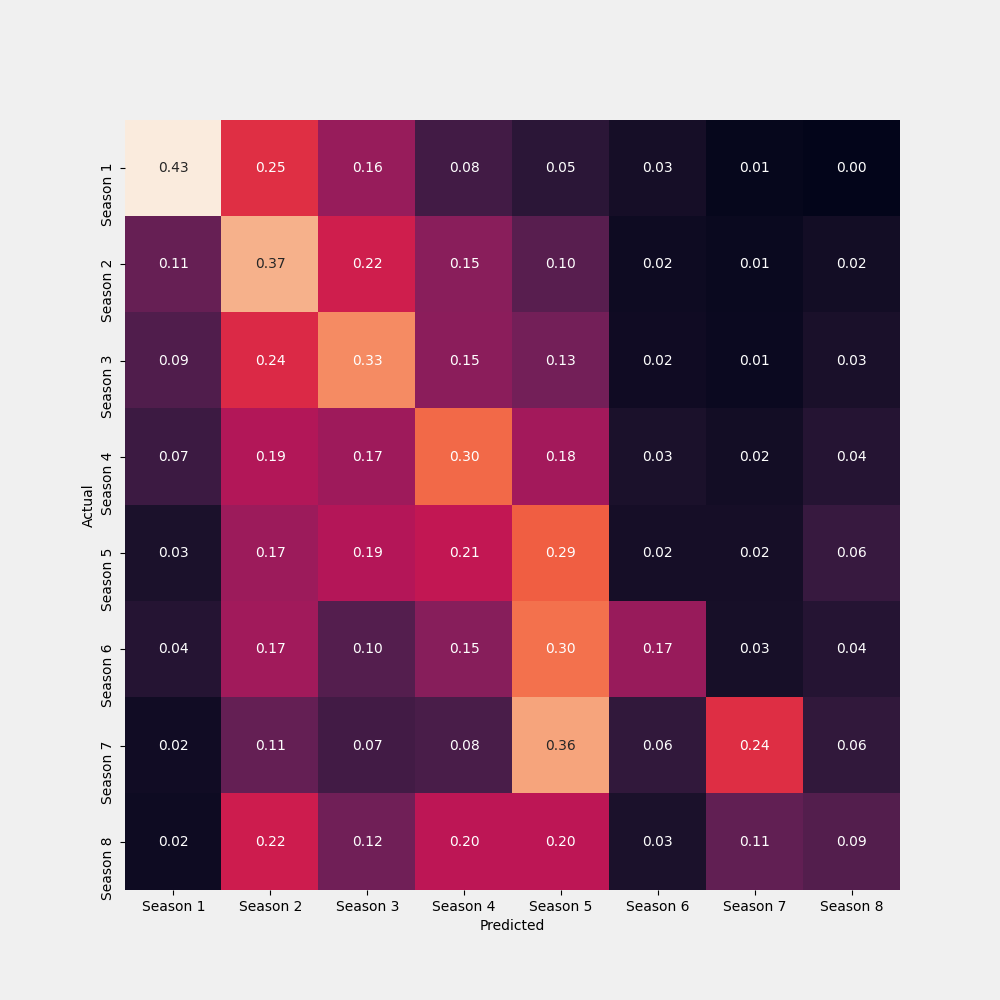 Season 1 0.43 0.25 0.16 0.08 0.05 0.03 0.01 0.00
Season 2 0.11 0.37 0.22 0.15 0.10 0.02 0.01 0.02
Season 3 0.09 0.24 0.33 0.15 0.13 0.02 0.01 0.03
Season 4 0.07 0.19 0.17 0.30 0.18 0.03 0.02 0.04
Actual
Season 5 0.03 0.17 0.19 0.21 0.29 0.02 0.02 0.06
Season 6 0.04 0.17 0.10 0.15 0.30 0.17 0.03 0.04
Season 7 0.02 0.11 0.07 0.08 0.36 0.06 0.24 0.06
Season 8 0.02 0.22 0.12 0.20 0.20 0.03 0.11 0.09
Season 1 Season 2 Season 3 Season 4 Season 5 Season 6 Season 7 Season 8
Predicted